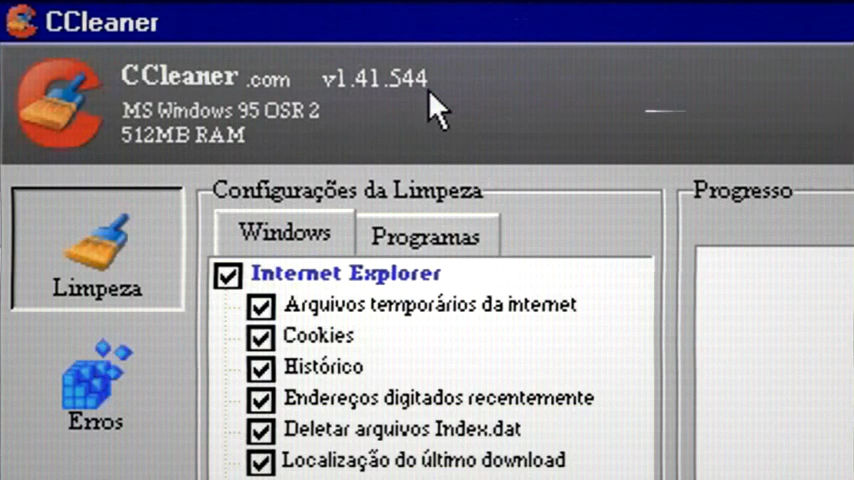 CCleaner
CCleaner .com v1.41.544
MS Windows 95 OSR 2
512MB RAM
Configurações da Limpeza
Progresso
Windows
Programas
Limpeza
Internet Explorer
Arquivos temporários da internet
Cookies
Histórico
Endereços digitados recentemente
Deletar arquivos Index.dat
Localização do último download
Erros